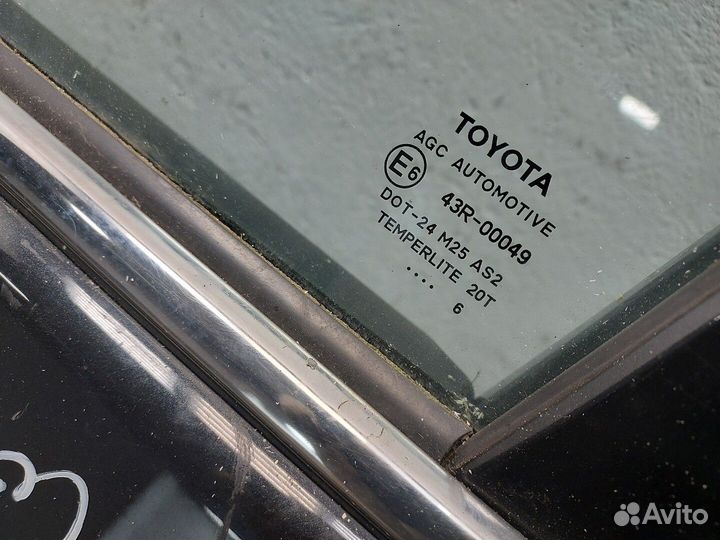 TOYOTA
AGC AUTOMOTIVE
E6 43R-00049
DOT-24 M25 AS2
TEMPERLITE 20T
.... 6
Avito